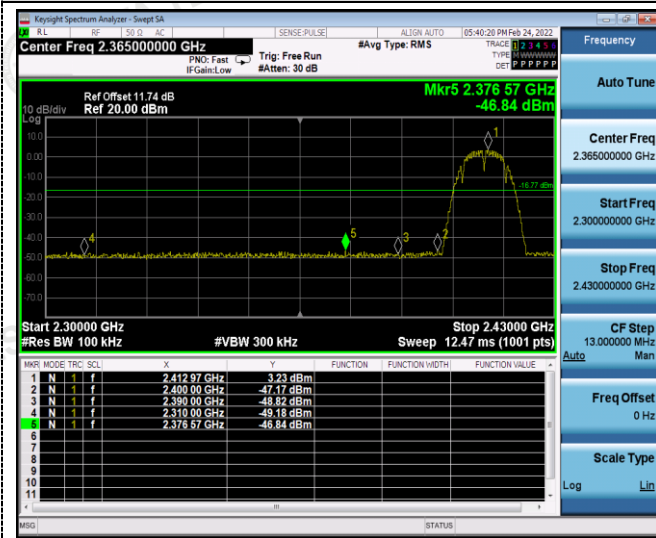 Keysight Spectrum Analyzer - Swept SA
RL RF 50 Ω AC SENSE:PULSE ALIGN AUTO 05:40:20 PM Feb 24, 2022
Center Freq 2.365000000 GHz #Avg Type: RMS TRACE 1 2 3 4 5 6
PNO: Fast Trig: Free Run TYPE M WWWWW
IFGain:Low #Atten: 30 dB DET P P P P P P
Mkr5 2.376 57 GHz
-46.84 dBm
Ref Offset 11.74 dB
10 dB/div Ref 20.00 dBm
Log
10.0
0.00
-10.0
-20.0
-30.0
-40.0
-50.0
-60.0
-70.0
1
-16.77 dBm
4 5 3 2
Start 2.30000 GHz Stop 2.43000 GHz
#Res BW 100 kHz #VBW 300 kHz Sweep 12.47 ms (1001 pts)
MKR MODE TRC SCL X Y FUNCTION FUNCTION WIDTH FUNCTION VALUE
1 N 1 f 2.412 97 GHz 3.23 dBm
2 N 1 f 2.400 00 GHz -47.17 dBm
3 N 1 f 2.390 00 GHz -48.82 dBm
4 N 1 f 2.310 00 GHz -49.18 dBm
5 N 1 f 2.376 57 GHz -46.84 dBm
6
7
8
9
10
11
MSG STATUS
Frequency
Auto Tune
Center Freq
2.365000000 GHz
Start Freq
2.300000000 GHz
Stop Freq
2.430000000 GHz
CF Step
13.000000 MHz
Auto Man
Freq Offset
0 Hz
Scale Type
Log Lin